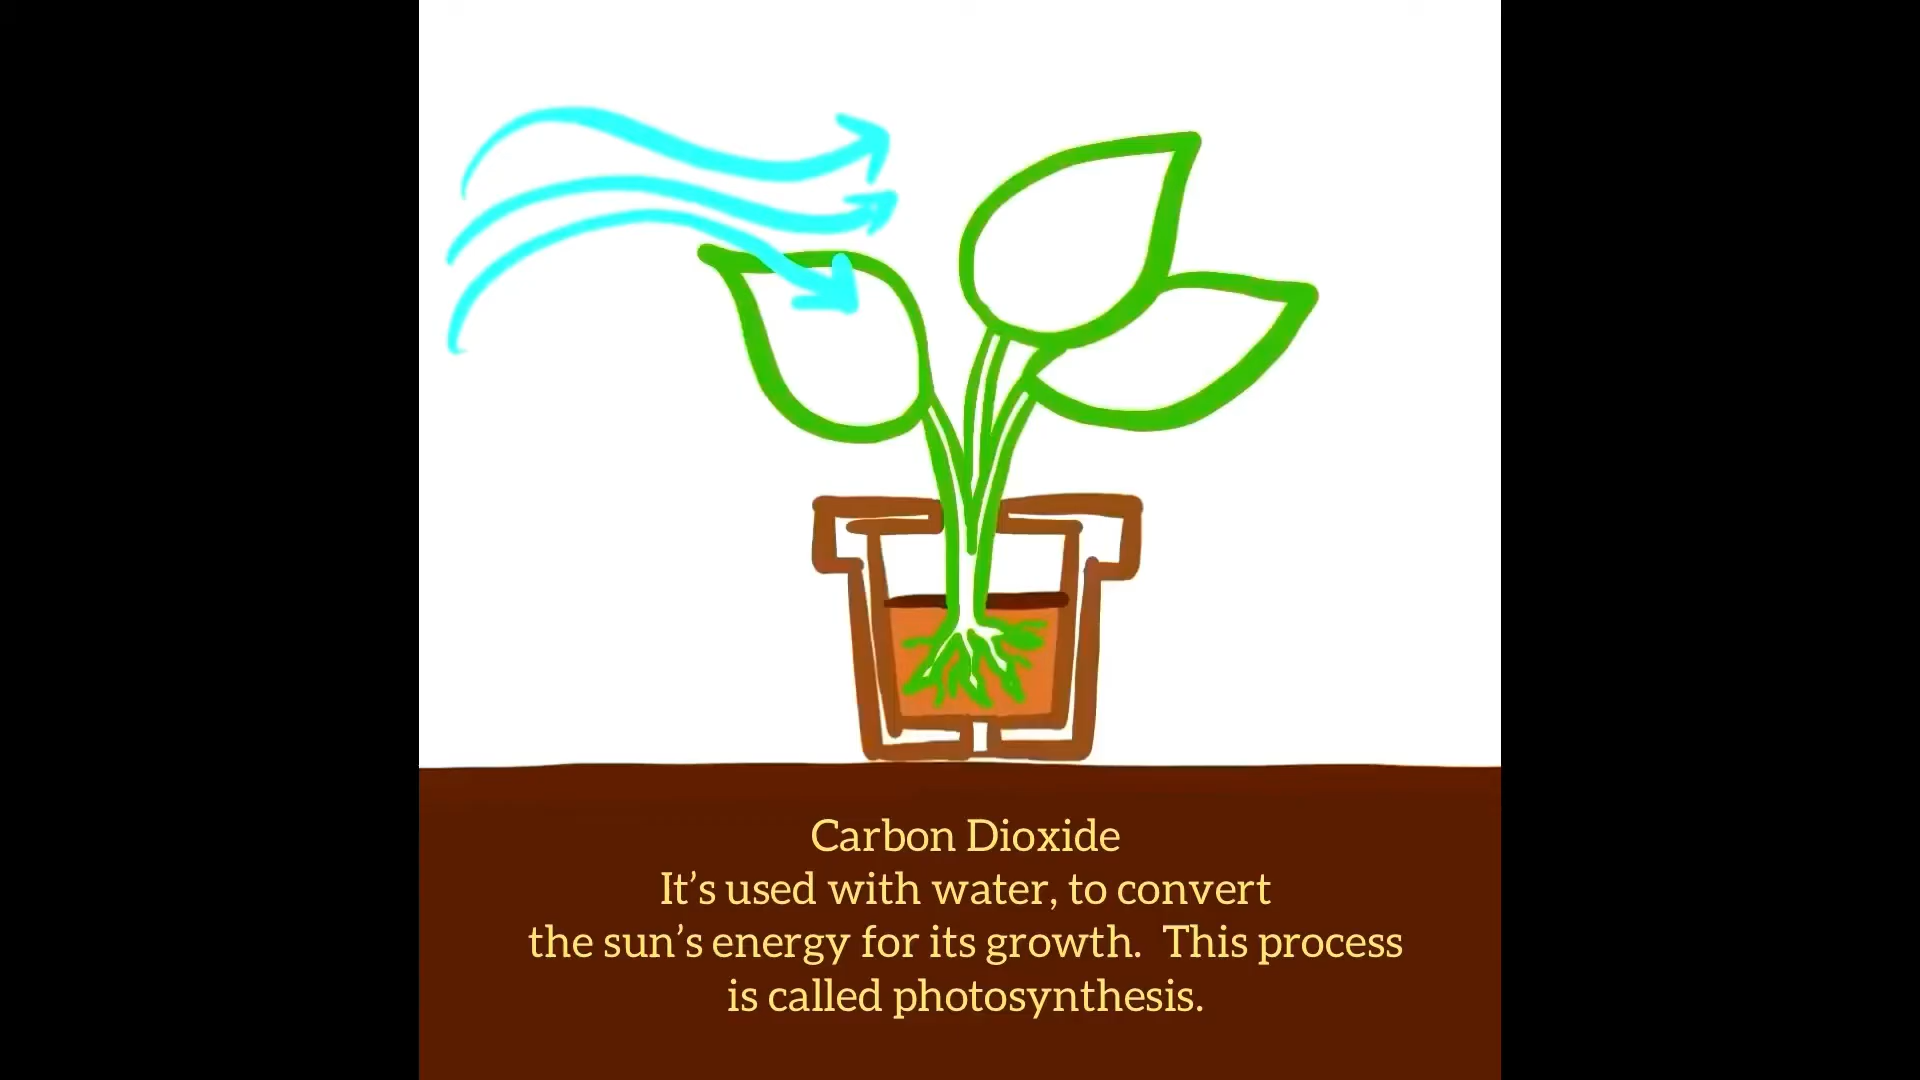 Carbon Dioxide
It’s used with water, to convert
the sun’s energy for its growth.  This process
is called photosynthesis.